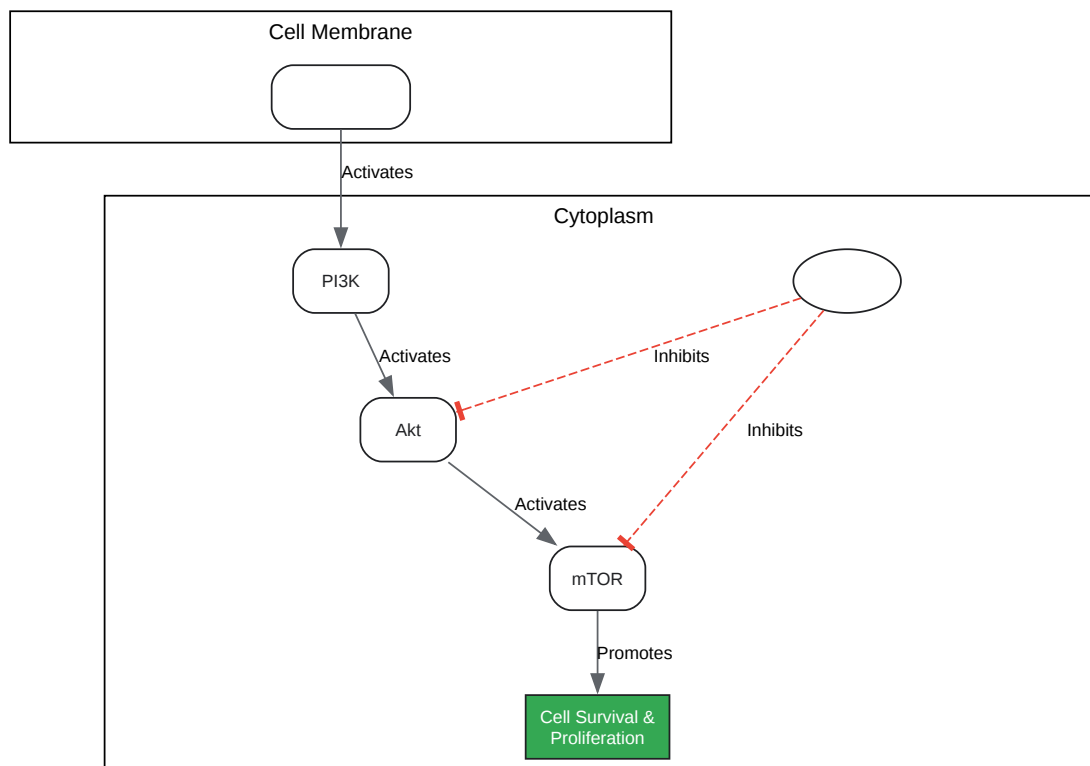 Cell Membrane
Activates
Cytoplasm
PI3K
Activates
Inhibits
Akt
Inhibits
Activates
mTOR
Promotes
Cell Survival &
Proliferation